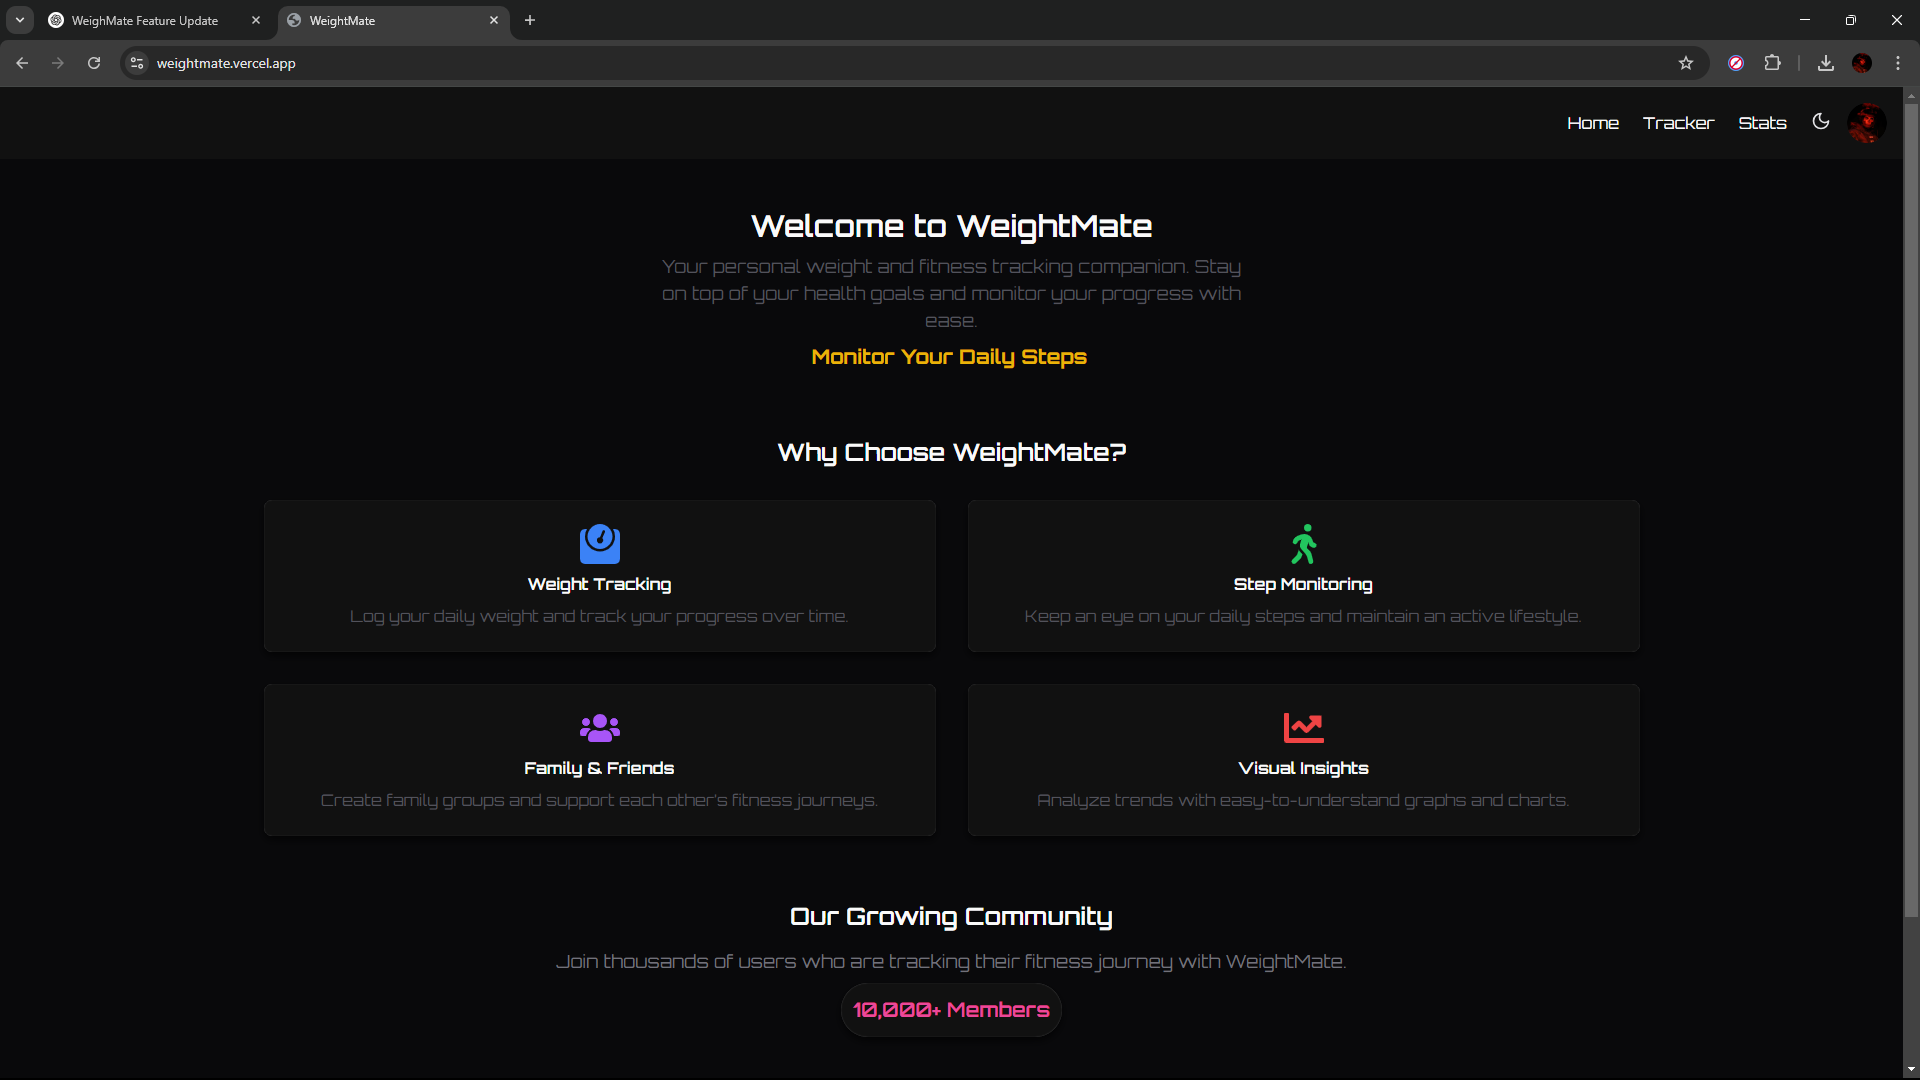 WeighMate Feature Update
WeightMate
weightmate.vercel.app
Home Tracker Stats
Welcome to WeightMate
Your personal weight and fitness tracking companion. Stay
on top of your health goals and monitor your progress with
ease.
Monitor Your Daily Steps
Why Choose WeightMate?
Weight Tracking
Log your daily weight and track your progress over time.
Step Monitoring
Keep an eye on your daily steps and maintain an active lifestyle.
Family & Friends
Create family groups and support each other's fitness journeys.
Visual Insights
Analyze trends with easy-to-understand graphs and charts.
Our Growing Community
Join thousands of users who are tracking their fitness journey with WeightMate.
10,000+ Members